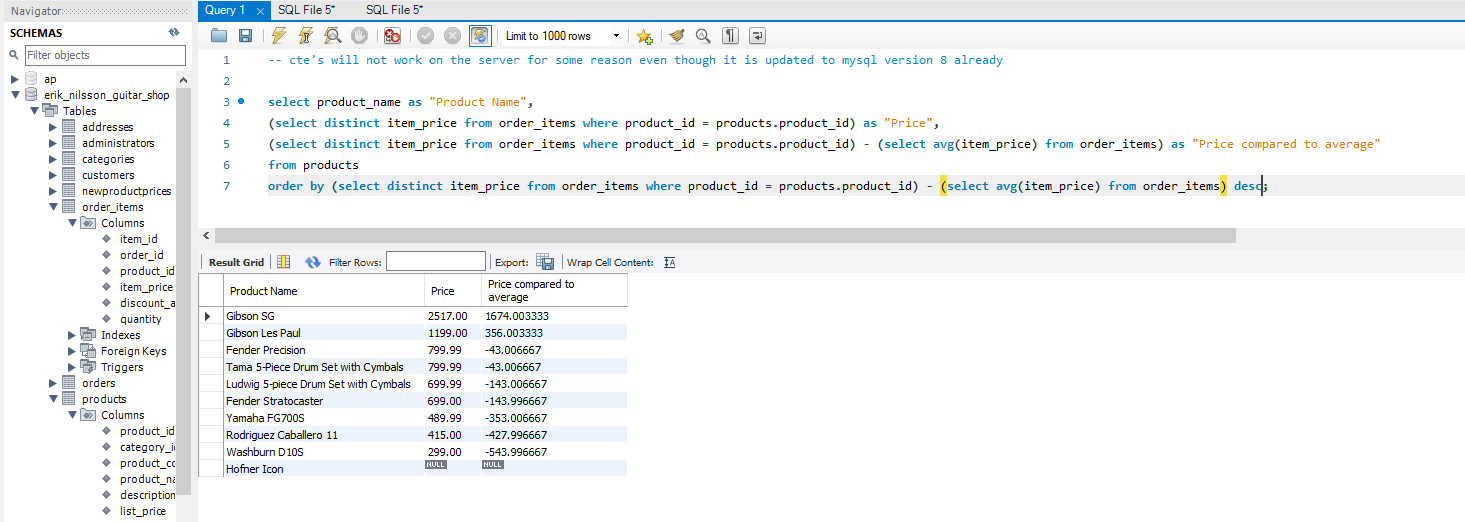 Navigator
Query 1 × SQL File 5* SQL File 5*
SCHEMAS
Filter objects
Limit to 1000 rows
ap
erik_nilsson_guitar_shop
Tables
addresses
administrators
categories
customers
newproductprices
order_items
Columns
item_id
order_id
product_id
item_price
discount_a
quantity
Indexes
Foreign Keys
Triggers
orders
products
Columns
product_id
category_id
product_co
product_na
description
list_price
1 -- cte's will not work on the server for some reason even though it is updated to mysql version 8 already
2
3 select product_name as "Product Name",
4 (select distinct item_price from order_items where product_id = products.product_id) as "Price",
5 (select distinct item_price from order_items where product_id = products.product_id) - (select avg(item_price) from order_items) as "Price compared to average"
6 from products
7 order by (select distinct item_price from order_items where product_id = products.product_id) - (select avg(item_price) from order_items) desc;
Result Grid Filter Rows: Export: Wrap Cell Content:
Product Name Price Price compared to
average
Gibson SG 2517.00 1674.003333
Gibson Les Paul 1199.00 356.003333
Fender Precision 799.99 -43.006667
Tama 5-Piece Drum Set with Cymbals 799.99 -43.006667
Ludwig 5-piece Drum Set with Cymbals 699.99 -143.006667
Fender Stratocaster 699.00 -143.996667
Yamaha FG700S 489.99 -353.006667
Rodriguez Caballero 11 415.00 -427.996667
Washburn D10S 299.00 -543.996667
Hofner Icon NULL NULL